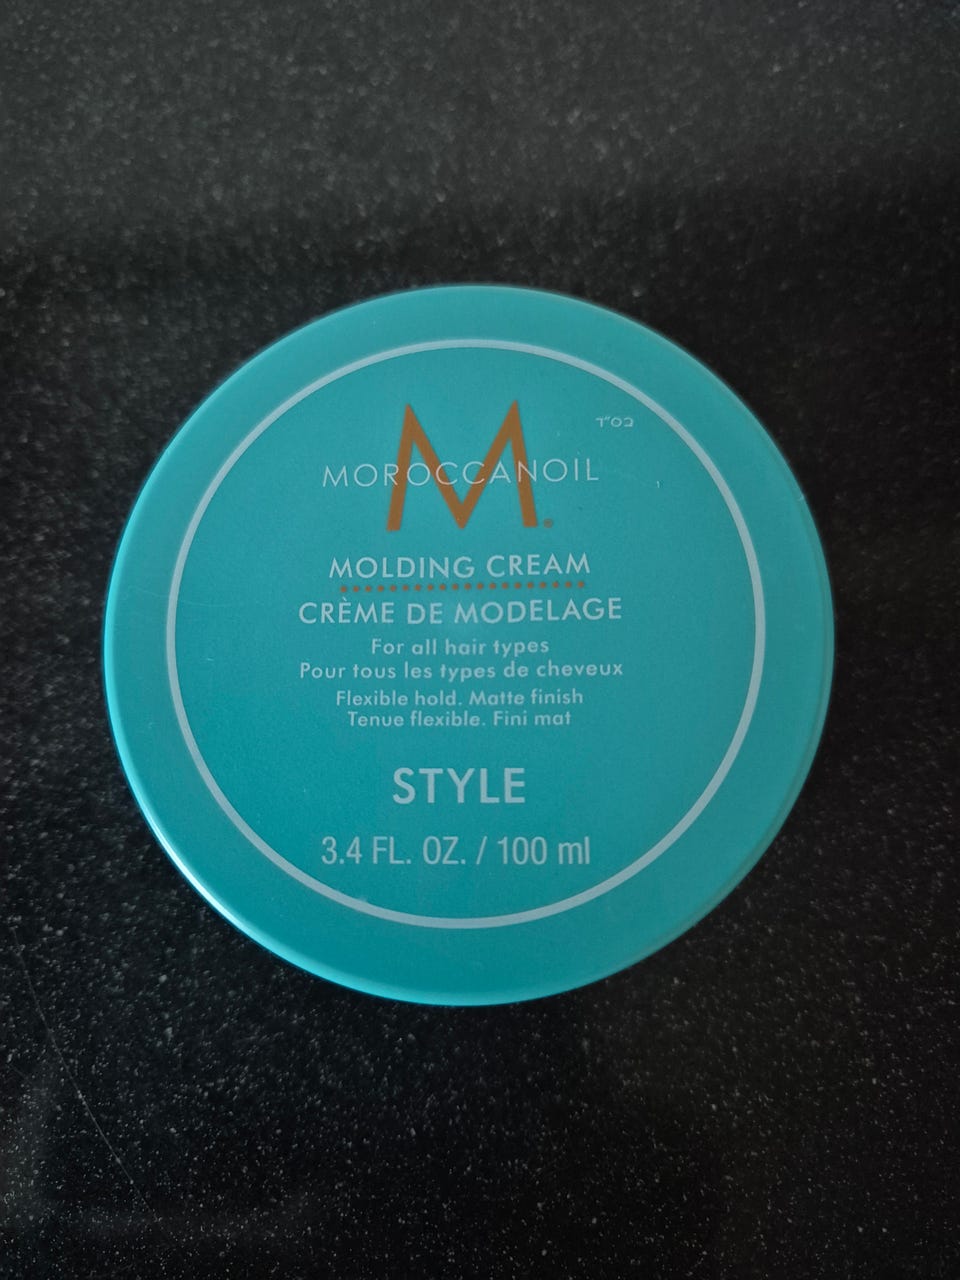 M.
MOROCCANOIL
בס"ד
MOLDING CREAM
CRÈME DE MODELAGE
For all hair types
Pour tous les types de cheveux
Flexible hold. Matte finish
Tenue flexible. Fini mat
STYLE
3.4 FL. OZ. / 100 ml